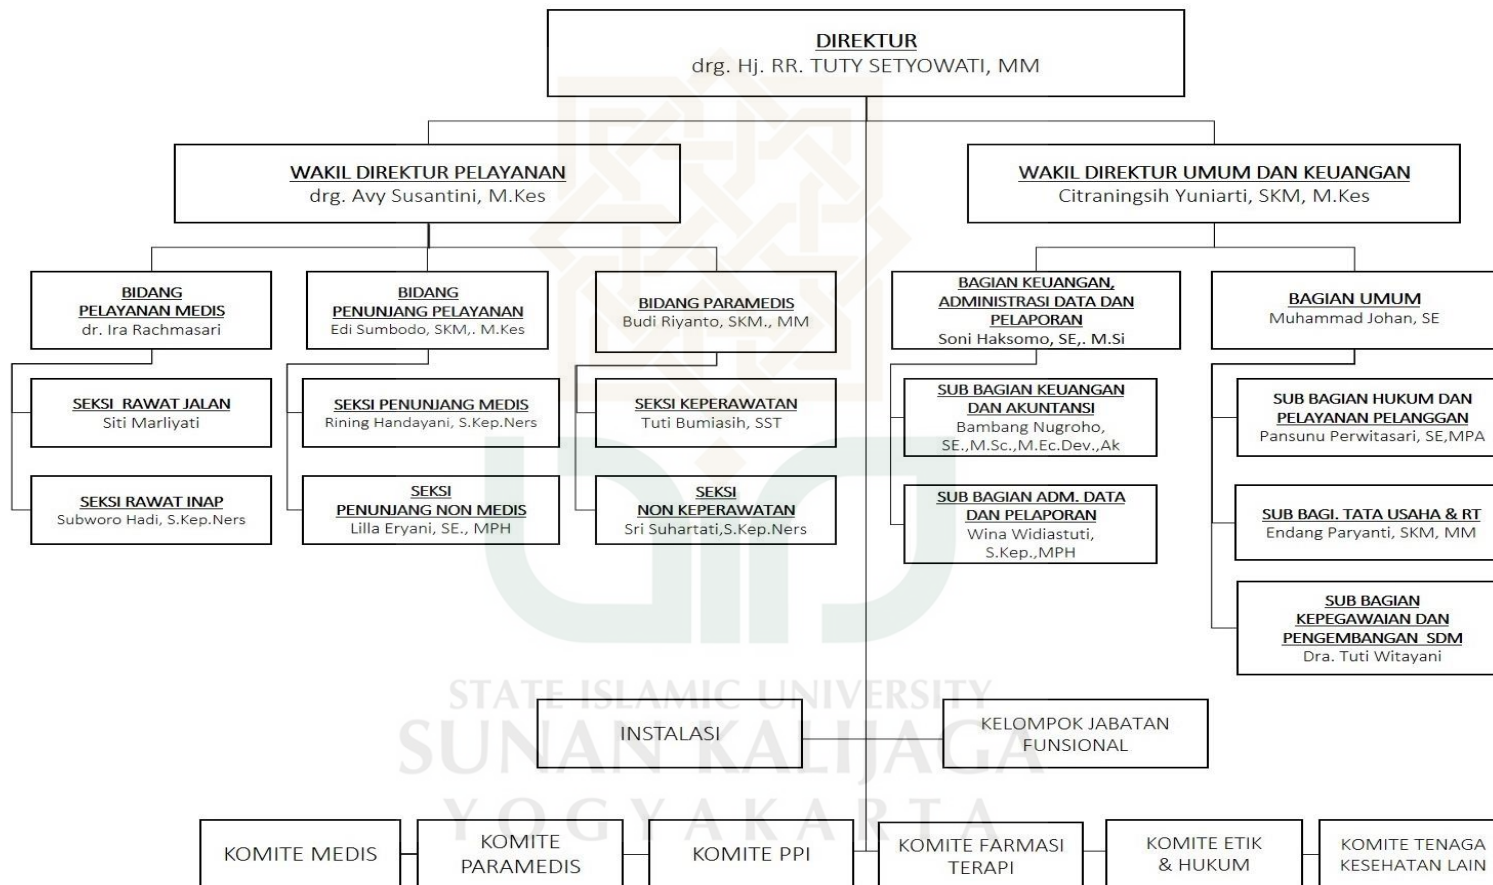 DIREKTUR
drg. Hj. RR. TUTY SETYOWATI, MM
WAKIL DIREKTUR PELAYANAN
drg. Avy Susantini, M.Kes
WAKIL DIREKTUR UMUM DAN KEUANGAN
Citraningsih Yuniarti, SKM, M.Kes
BIDANG
PELAYANAN MEDIS
dr. Ira Rachmasari
BIDANG
PENUNJANG PELAYANAN
Edi Sumbodo, SKM,. M.Kes
BIDANG PARAMEDIS
Budi Riyanto, SKM., MM
BAGIAN KEUANGAN,
ADMINISTRASI DATA DAN
PELAPORAN
Soni Haksomo, SE,. M.Si
BAGIAN UMUM
Muhammad Johan, SE
SEKSI RAWAT JALAN
Siti Marliyati
SEKSI PENUNJANG MEDIS
Rining Handayani, S.Kep.Ners
SEKSI KEPERAWATAN
Tuti Bumiasih, SST
SUB BAGIAN KEUANGAN
DAN AKUNTANSI
Bambang Nugroho,
SE.,M.Sc.,M.Ec.Dev.,Ak
SUB BAGIAN HUKUM DAN
PELAYANAN PELANGGAN
Pansunu Perwitasari, SE,MPA
SEKSI RAWAT INAP
Subworo Hadi, S.Kep.Ners
SEKSI
PENUNJANG NON MEDIS
Lilla Eryani, SE., MPH
SEKSI
NON KEPERAWATAN
Sri Suhartati,S.Kep.Ners
SUB BAGIAN ADM. DATA
DAN PELAPORAN
Wina Widiastuti,
S.Kep.,MPH
SUB BAGI. TATA USAHA & RT
Endang Paryanti, SKM, MM
SUB BAGIAN
KEPEGAWAIAN DAN
PENGEMBANGAN SDM
Dra. Tuti Witayani
STATE ISLAMIC UNIVERSITY
SUNAN KALIJAGA
YOGYAKARTA
INSTALASI
KELOMPOK JABATAN
FUNSIONAL
KOMITE MEDIS
KOMITE
PARAMEDIS
KOMITE PPI
KOMITE FARMASI
TERAPI
KOMITE ETIK
& HUKUM
KOMITE TENAGA
KESEHATAN LAIN